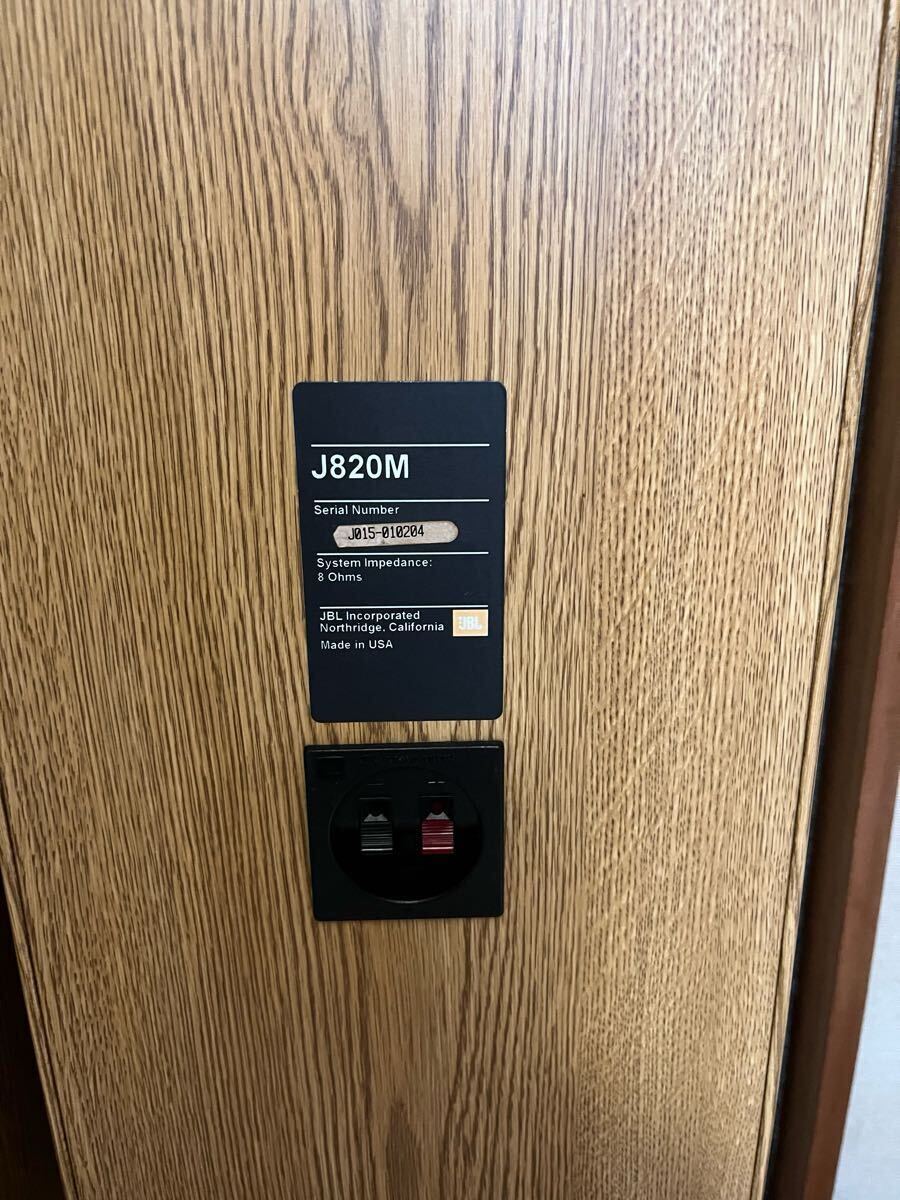 J820M
Serial Number
J015-010204
System Impedance:
8 Ohms
JBL Incorporated
Northridge, California
JBL
Made in USA